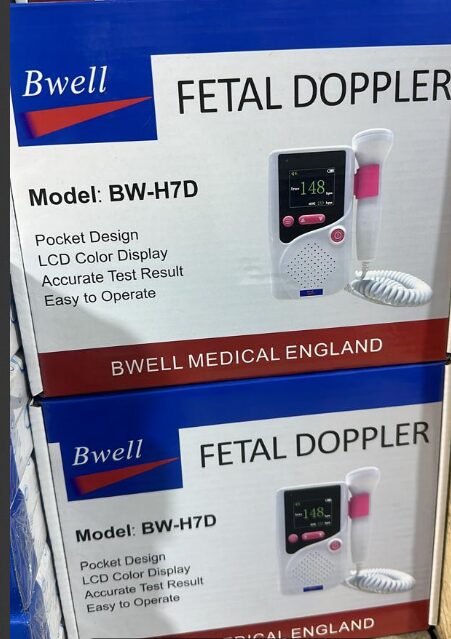 Bwell
FETAL DOPPLER
Model: BW-H7D
Pocket Design
LCD Color Display
Accurate Test Result
Easy to Operate
148
BWELL MEDICAL ENGLAND
Bwell
FETAL DOPPLER
Model: BW-H7D
Pocket Design
LCD Color Display
Accurate Test Result
Easy to Operate
148
ENGLAND